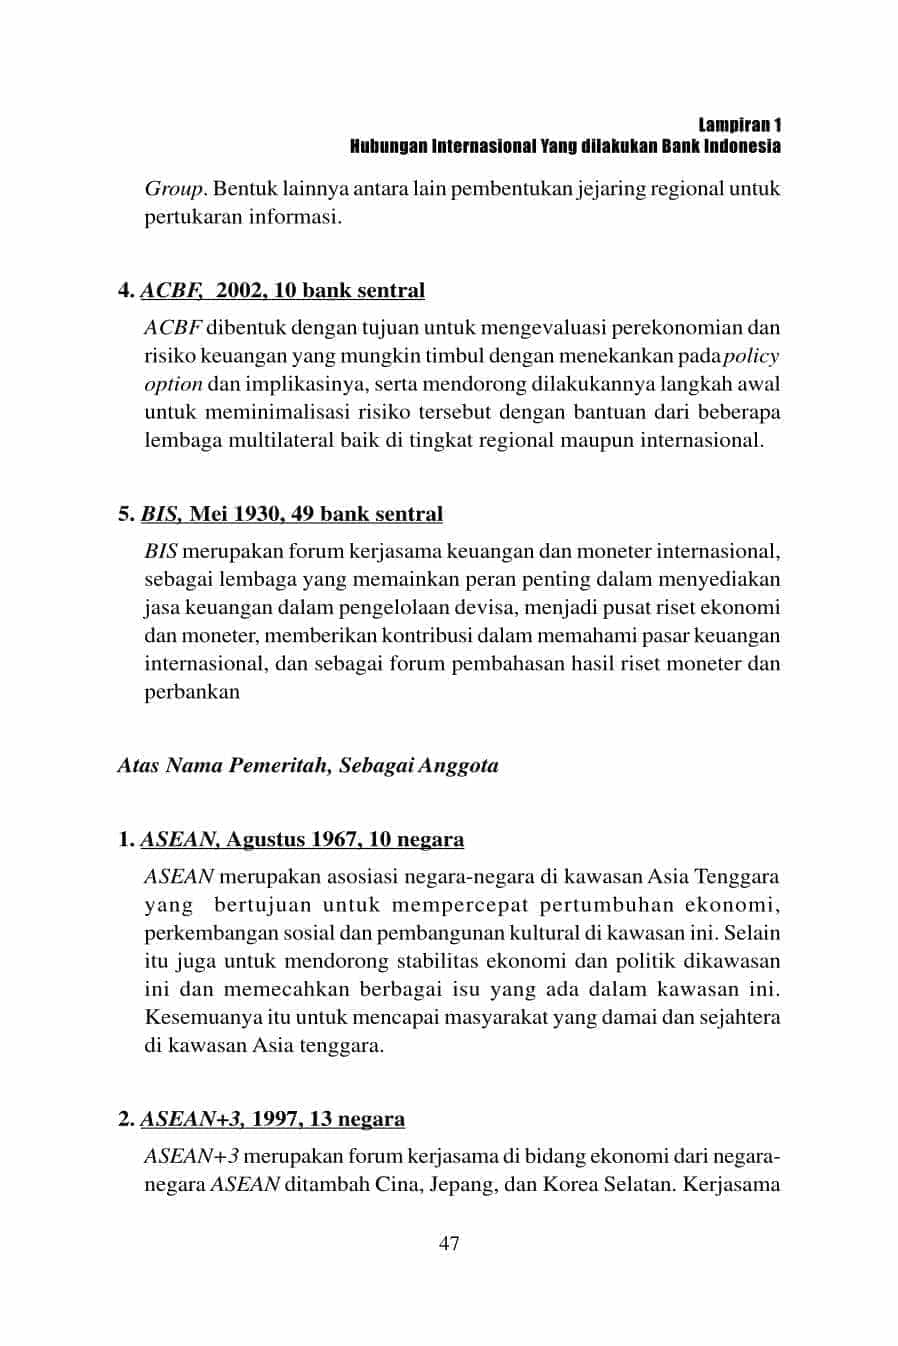 Lampiran 1
Hubungan Internasional Yang dilakukan Bank Indonesia
Group. Bentuk lainnya antara lain pembentukan jejaring regional untuk
pertukaran informasi.
4. ACBF, 2002, 10 bank sentral
ACBF dibentuk dengan tujuan untuk mengevaluasi perekonomian dan
risiko keuangan yang mungkin timbul dengan menekankan pada policy
option dan implikasinya, serta mendorong dilakukannya langkah awal
untuk meminimalisasi risiko tersebut dengan bantuan dari beberapa
lembaga multilateral baik di tingkat regional maupun internasional.
5. BIS, Mei 1930, 49 bank sentral
BIS merupakan forum kerjasama keuangan dan moneter internasional,
sebagai lembaga yang memainkan peran penting dalam menyediakan
jasa keuangan dalam pengelolaan devisa, menjadi pusat riset ekonomi
dan moneter, memberikan kontribusi dalam memahami pasar keuangan
internasional, dan sebagai forum pembahasan hasil riset moneter dan
perbankan
Atas Nama Pemeritah, Sebagai Anggota
1. ASEAN, Agustus 1967, 10 negara
ASEAN merupakan asosiasi negara-negara di kawasan Asia Tenggara
yang bertujuan untuk mempercepat pertumbuhan ekonomi,
perkembangan sosial dan pembangunan kultural di kawasan ini. Selain
itu juga untuk mendorong stabilitas ekonomi dan politik dikawasan
ini dan memecahkan berbagai isu yang ada dalam kawasan ini.
Kesemuanya itu untuk mencapai masyarakat yang damai dan sejahtera
di kawasan Asia tenggara.
2. ASEAN+3, 1997, 13 negara
ASEAN+3 merupakan forum kerjasama di bidang ekonomi dari negara-
negara ASEAN ditambah Cina, Jepang, dan Korea Selatan. Kerjasama
47